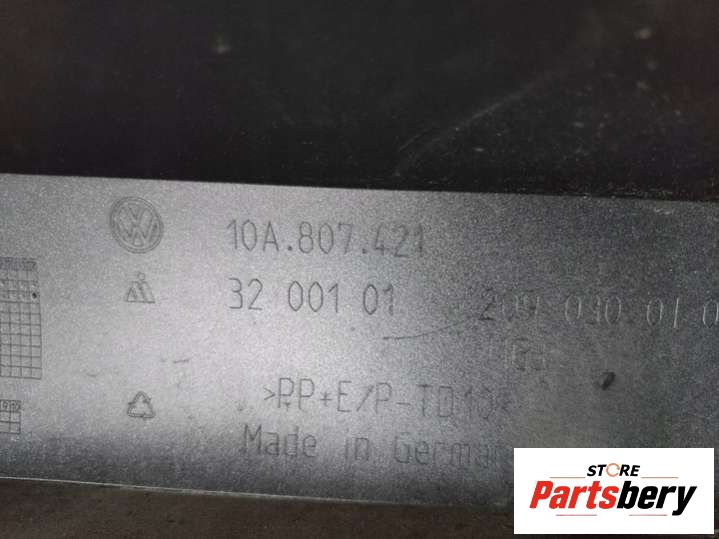 10A.807.421
32 001 01
>PP+E/P-TD10<
Made in German
STORE
Partsbery